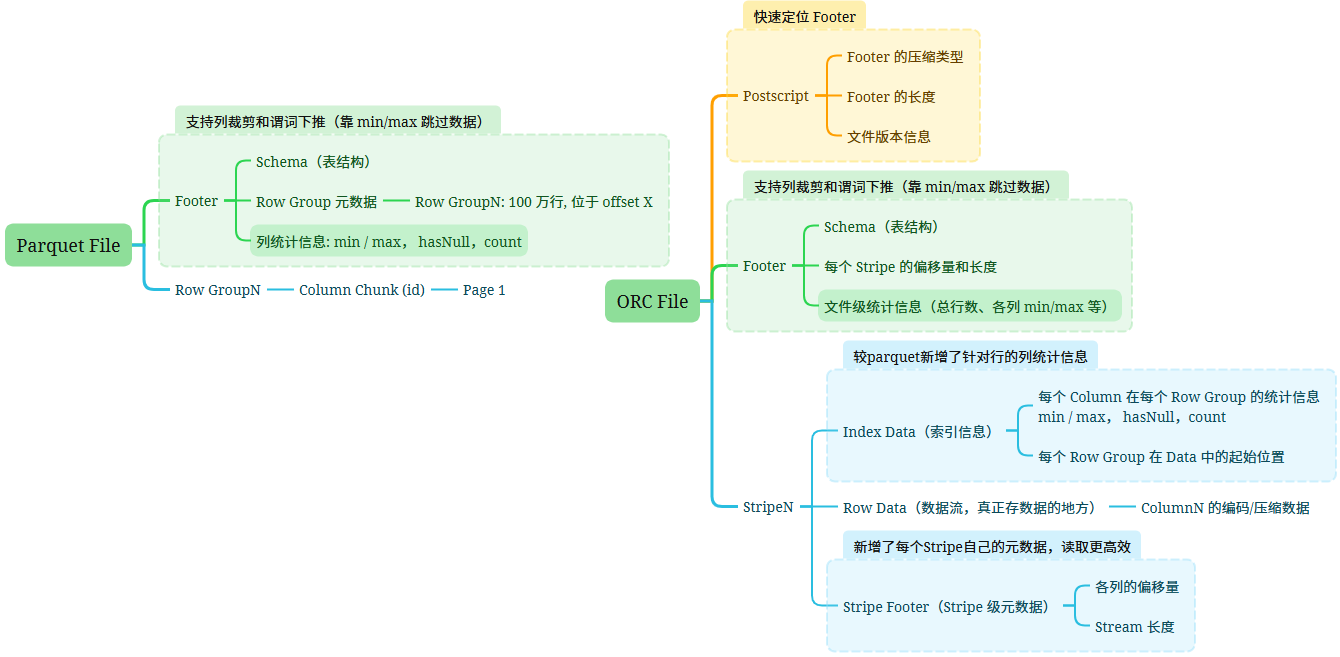 Parquet File
支持列裁剪和谓词下推（靠 min/max 跳过数据）
Footer
Schema（表结构）
Row Group 元数据
Row GroupN: 100 万行, 位于 offset X
列统计信息: min / max， hasNull，count
Row GroupN
Column Chunk (id)
Page 1
ORC File
快速定位 Footer
Postscript
Footer 的压缩类型
Footer 的长度
文件版本信息
支持列裁剪和谓词下推（靠 min/max 跳过数据）
Footer
Schema（表结构）
每个 Stripe 的偏移量和长度
文件级统计信息（总行数、各列 min/max 等）
StripeN
较parquet新增了针对行的列统计信息
Index Data（索引信息）
每个 Column 在每个 Row Group 的统计信息
min / max， hasNull，count
每个 Row Group 在 Data 中的起始位置
Row Data（数据流，真正存数据的地方）
ColumnN 的编码/压缩数据
新增了每个Stripe自己的元数据，读取更高效
Stripe Footer（Stripe 级元数据）
各列的偏移量
Stream 长度